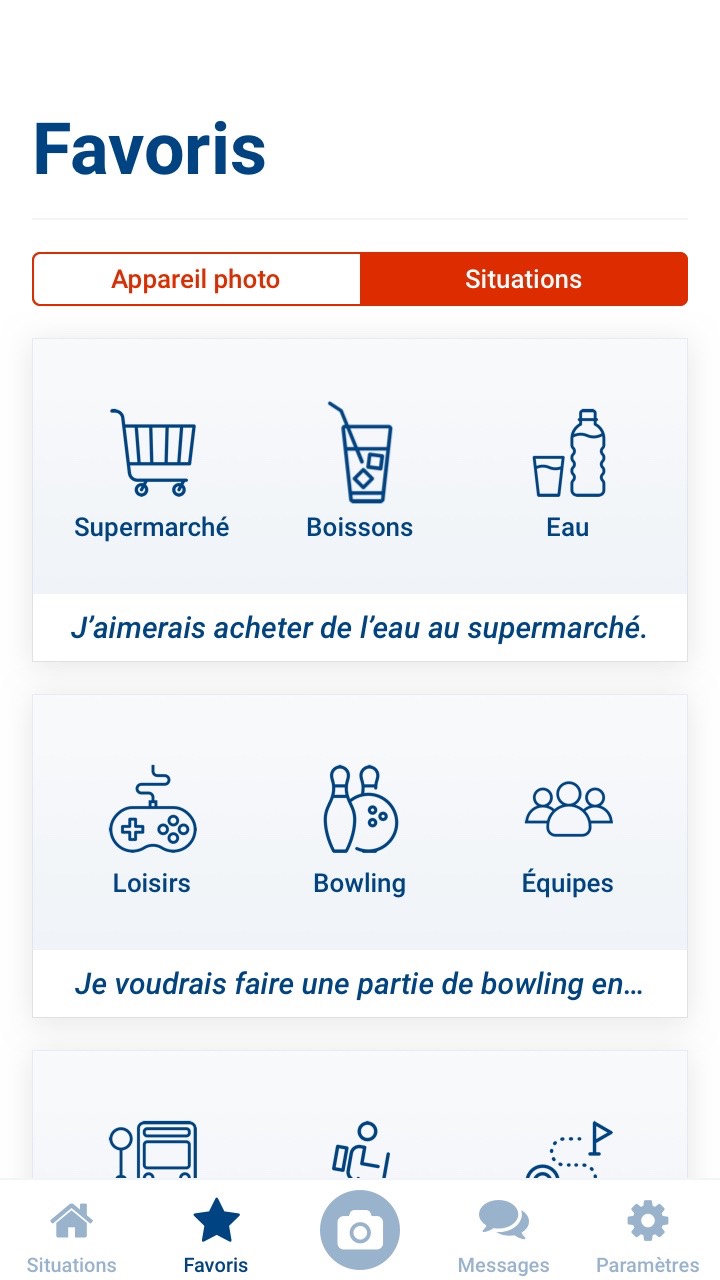 Favoris
Appareil photo
Situations
Supermarché
Boissons
Eau
J’aimerais acheter de l’eau au supermarché.
Loisirs
Bowling
Équipes
Je voudrais faire une partie de bowling en…
Situations
Favoris
Messages
Paramètres